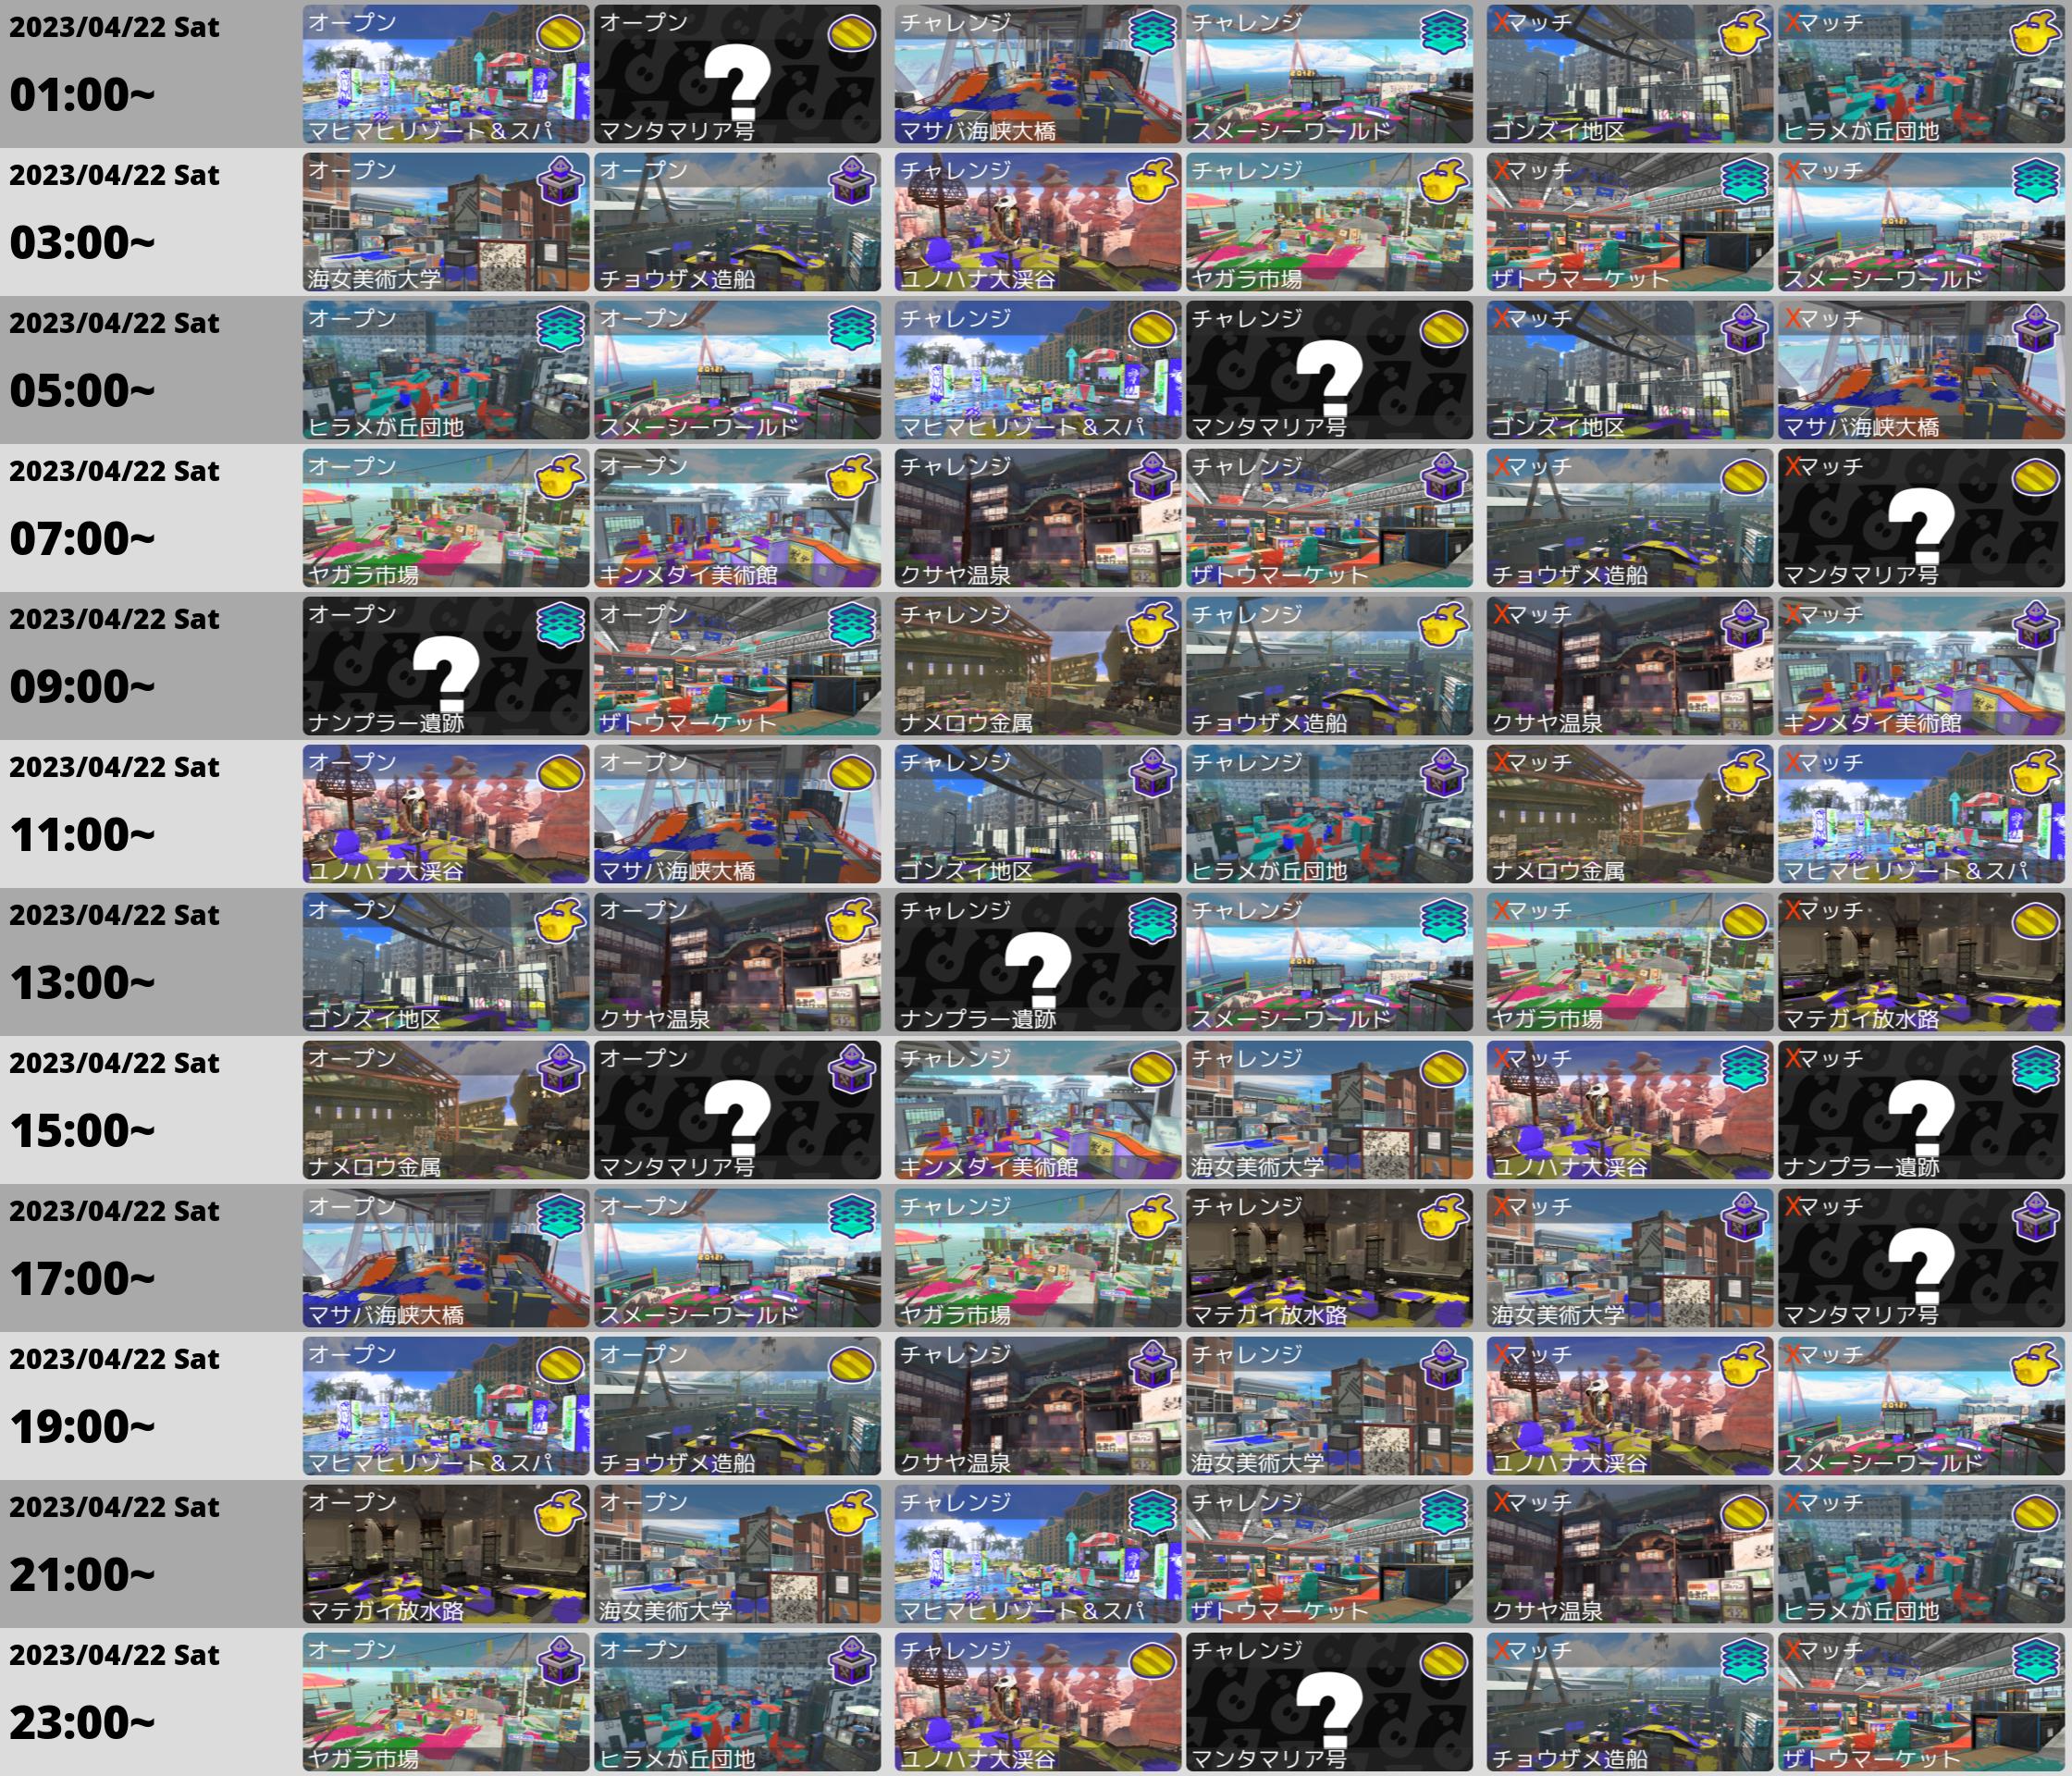 2023/04/22 Sat
01:00~
オープン
マヒマヒリゾート＆スパ
オープン
マンタマリア号
チャレンジ
マサバ海峡大橋
チャレンジ
スメーシーワールド
Xマッチ
ゴンズイ地区
Xマッチ
ヒラメが丘団地
2023/04/22 Sat
03:00~
オープン
海女美術大学
オープン
チョウザメ造船
チャレンジ
ユノハナ大渓谷
チャレンジ
ヤガラ市場
Xマッチ
ザトウマーケット
Xマッチ
スメーシーワールド
2023/04/22 Sat
05:00~
オープン
ヒラメが丘団地
オープン
スメーシーワールド
チャレンジ
マヒマヒリゾート＆スパ
チャレンジ
マンタマリア号
Xマッチ
ゴンズイ地区
Xマッチ
マサバ海峡大橋
2023/04/22 Sat
07:00~
オープン
ヤガラ市場
オープン
キンメダイ美術館
チャレンジ
クサヤ温泉
チャレンジ
ザトウマーケット
Xマッチ
チョウザメ造船
Xマッチ
マンタマリア号
2023/04/22 Sat
09:00~
オープン
ナンプラー遺跡
オープン
ザトウマーケット
チャレンジ
ナメロウ金属
チャレンジ
チョウザメ造船
Xマッチ
クサヤ温泉
Xマッチ
キンメダイ美術館
2023/04/22 Sat
11:00~
オープン
ユノハナ大渓谷
オープン
マサバ海峡大橋
チャレンジ
ゴンズイ地区
チャレンジ
ヒラメが丘団地
Xマッチ
ナメロウ金属
Xマッチ
マヒマヒリゾート＆スパ
2023/04/22 Sat
13:00~
オープン
ゴンズイ地区
オープン
クサヤ温泉
チャレンジ
ナンプラー遺跡
チャレンジ
スメーシーワールド
Xマッチ
ヤガラ市場
Xマッチ
マテガイ放水路
2023/04/22 Sat
15:00~
オープン
ナメロウ金属
オープン
マンタマリア号
チャレンジ
キンメダイ美術館
チャレンジ
海女美術大学
Xマッチ
ユノハナ大渓谷
Xマッチ
ナンプラー遺跡
2023/04/22 Sat
17:00~
オープン
マサバ海峡大橋
オープン
スメーシーワールド
チャレンジ
ヤガラ市場
チャレンジ
マテガイ放水路
Xマッチ
海女美術大学
Xマッチ
マンタマリア号
2023/04/22 Sat
19:00~
オープン
マヒマヒリゾート＆スパ
オープン
チョウザメ造船
チャレンジ
クサヤ温泉
チャレンジ
海女美術大学
Xマッチ
ユノハナ大渓谷
Xマッチ
スメーシーワールド
2023/04/22 Sat
21:00~
オープン
マテガイ放水路
オープン
海女美術大学
チャレンジ
マヒマヒリゾート＆スパ
チャレンジ
ザトウマーケット
Xマッチ
クサヤ温泉
Xマッチ
ヒラメが丘団地
2023/04/22 Sat
23:00~
オープン
ヤガラ市場
オープン
ヒラメが丘団地
チャレンジ
ユノハナ大渓谷
チャレンジ
マンタマリア号
Xマッチ
チョウザメ造船
Xマッチ
ザトウマーケット